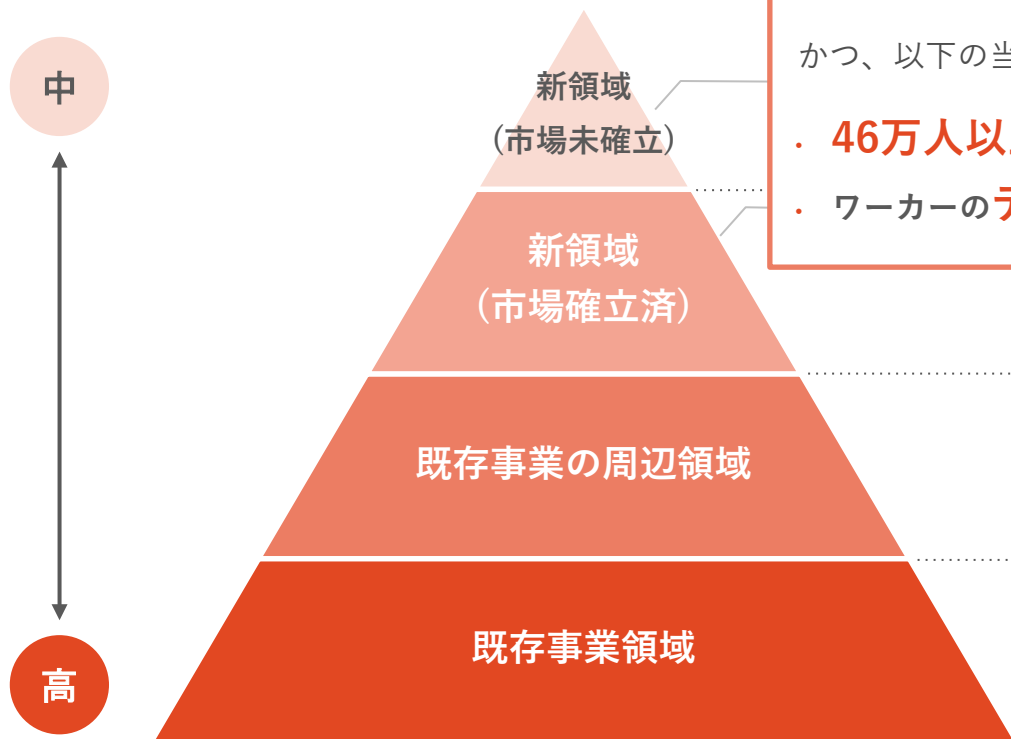 中
新領域
(市場未確立)
かつ、以下の当
・ 46万人以
・ ワーカーの
新領域
(市場確立済)
既存事業の周辺領域
既存事業領域
高